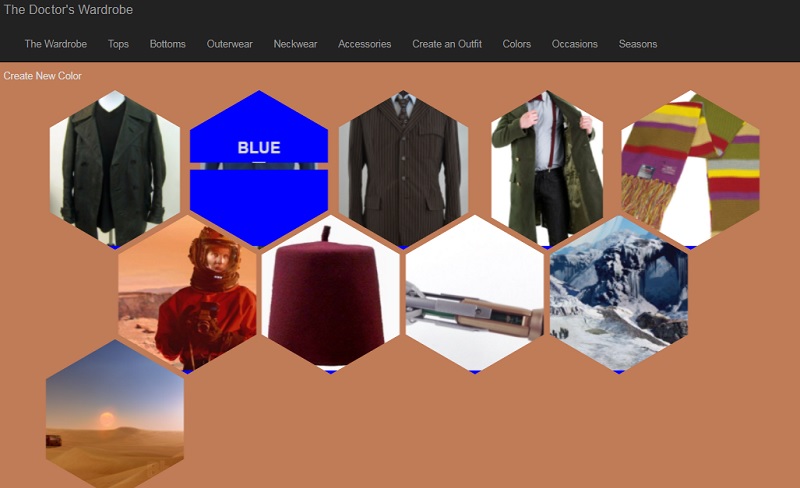 The Doctor's Wardrobe
The Wardrobe Tops Bottoms Outerwear Neckwear Accessories Create an Outfit Colors Occasions Seasons
Create New Color
BLUE